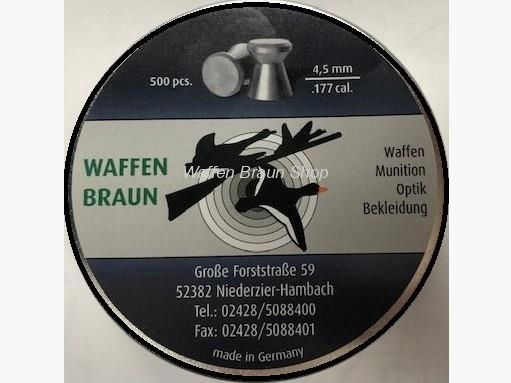 500 pcs.
4,5 mm
.177 cal.
WAFFEN
BRAUN
Waffen Braun Shop
Waffen
Munition
Optik
Bekleidung
Große Forststraße 59
52382 Niederzier-Hambach
Tel.: 02428/5088400
Fax: 02428/5088401
made in Germany